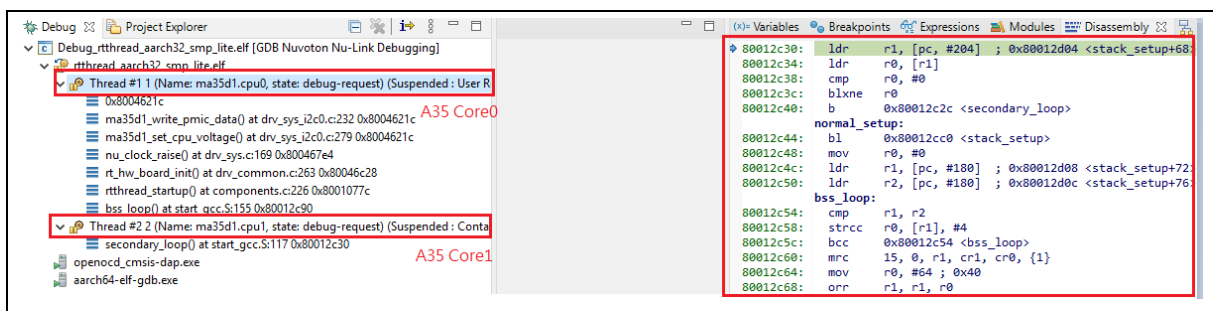 Debug Project Explorer
Debug_rtthread_aarch32_smp_lite.elf [GDB Nuvoton Nu-Link Debugging]
rtthread_aarch32_smp_lite.elf
Thread #1 1 (Name: ma35d1.cpu0, state: debug-request) (Suspended : User R
0x8004621c
ma35d1_write_pmic_data() at drv_sys_i2c0.c:232 0x8004621c
A35 Core0
ma35d1_set_cpu_voltage() at drv_sys_i2c0.c:279 0x8004621c
nu_clock_raise() at drv_sys.c:169 0x800467e4
rt_hw_board_init() at drv_common.c:263 0x80046c28
rtthread_startup() at components.c:226 0x8001077c
bss_loop() at start_gcc.S:155 0x80012c90
Thread #2 2 (Name: ma35d1.cpu1, state: debug-request) (Suspended : Conta
secondary_loop() at start_gcc.S:117 0x80012c30
A35 Core1
openocd_cmsis-dap.exe
aarch64-elf-gdb.exe
(x)= Variables Breakpoints Expressions Modules Disassembly
80012c30: ldr r1, [pc, #204] ; 0x80012d04 <stack_setup+68>
80012c34: ldr r0, [r1]
80012c38: cmp r0, #0
80012c3c: blxne r0
80012c40: b 0x80012c2c <secondary_loop>
normal_setup:
80012c44: bl 0x80012cc0 <stack_setup>
80012c48: mov r0, #0
80012c4c: ldr r1, [pc, #180] ; 0x80012d08 <stack_setup+72>
80012c50: ldr r2, [pc, #180] ; 0x80012d0c <stack_setup+76>
bss_loop:
80012c54: cmp r1, r2
80012c58: strcc r0, [r1], #4
80012c5c: bcc 0x80012c54 <bss_loop>
80012c60: mrc 15, 0, r1, cr1, cr0, {1}
80012c64: mov r0, #64 ; 0x40
80012c68: orr r1, r1, r0